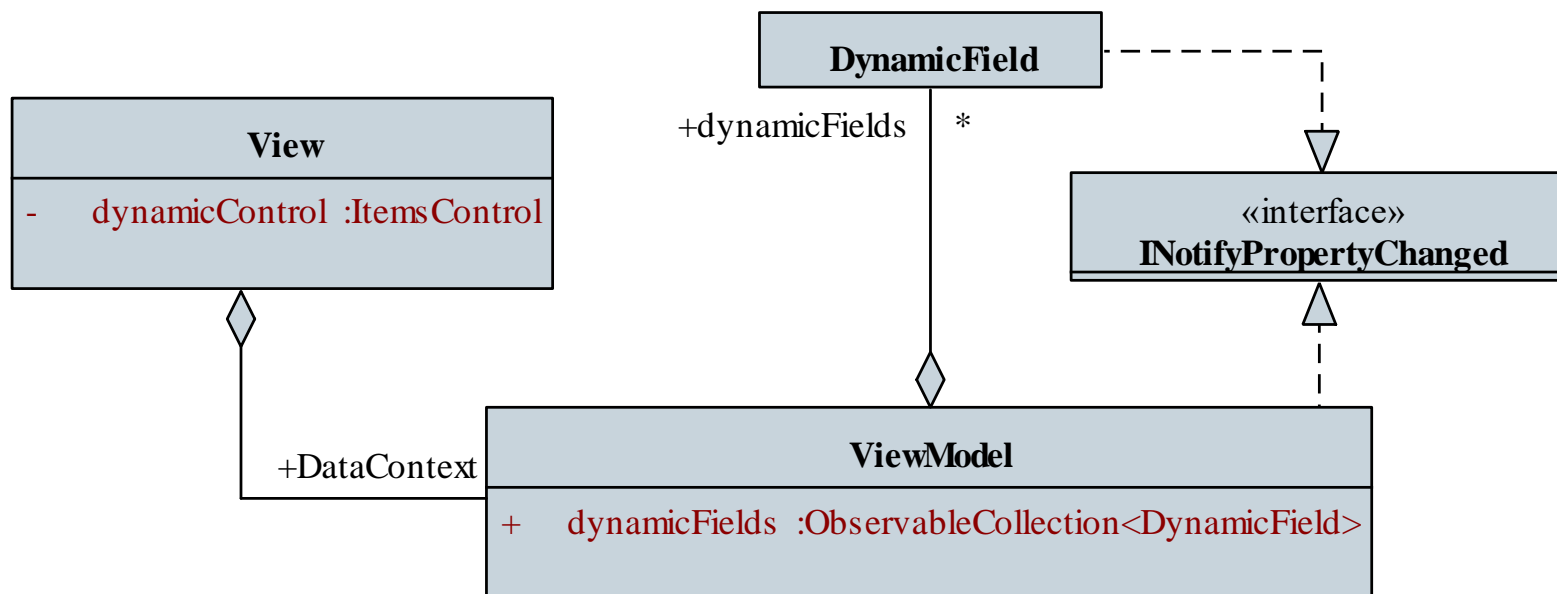 DynamicField
+dynamicFields *
View
- dynamicControl :ItemsControl
«interface»
INotifyPropertyChanged
+DataContext
ViewModel
+ dynamicFields :ObservableCollection<DynamicField>